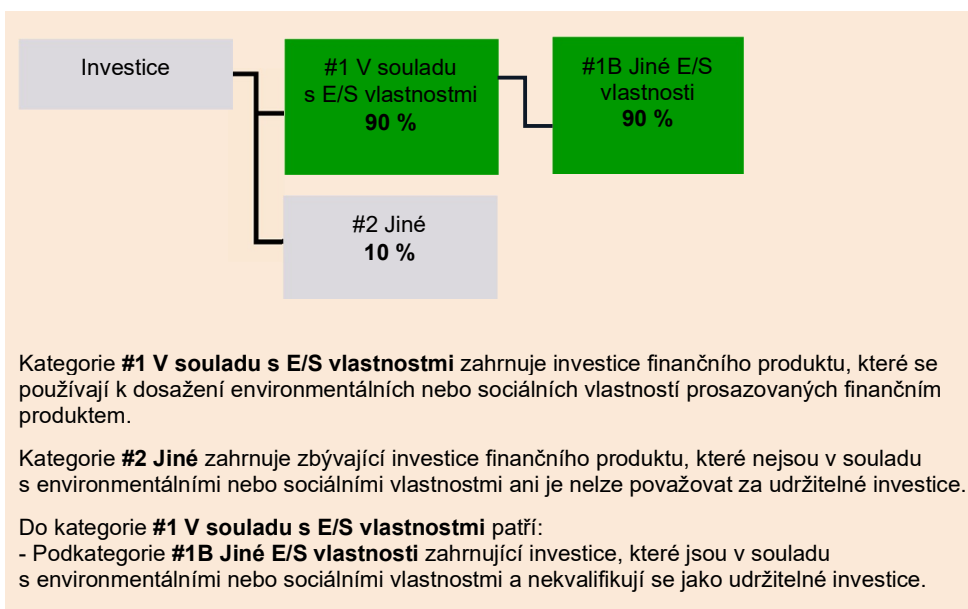 Investice
#1 V souladu
s E/S vlastnostmi
90 %
#1B Jiné E/S
vlastnosti
90 %
#2 Jiné
10 %
Kategorie #1 V souladu s E/S vlastnostmi zahrnuje investice finančního produktu, které se
používají k dosažení environmentálních nebo sociálních vlastností prosazovaných finančním
produktem.
Kategorie #2 Jiné zahrnuje zbývající investice finančního produktu, které nejsou v souladu
s environmentálními nebo sociálními vlastnostmi ani je nelze považovat za udržitelné investice.
Do kategorie #1 V souladu s E/S vlastnostmi patří:
- Podkategorie #1B Jiné E/S vlastnosti zahrnující investice, které jsou v souladu
s environmentálními nebo sociálními vlastnostmi a nekvalifikují se jako udržitelné investice.